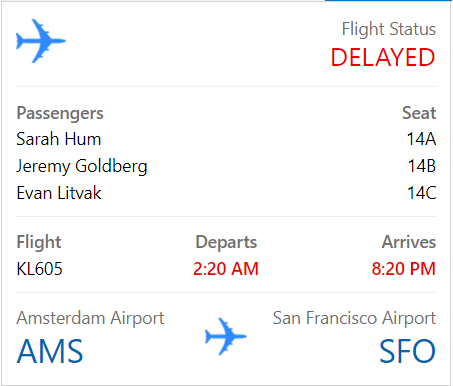 Flight Status
DELAYED
Passengers Seat
Sarah Hum 14A
Jeremy Goldberg 14B
Evan Litvak 14C
Flight Departs Arrives
KL605 2:20 AM 8:20 PM
Amsterdam Airport San Francisco Airport
AMS SFO